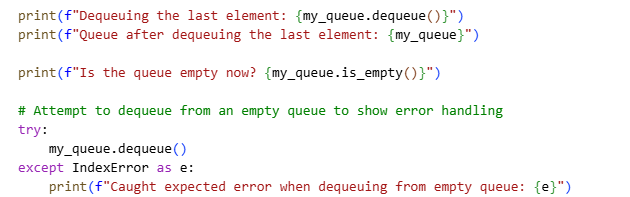 print(f"Dequeuing the last element: {my_queue.dequeue()}")
print(f"Queue after dequeuing the last element: {my_queue}")

print(f"Is the queue empty now? {my_queue.is_empty()}")

# Attempt to dequeue from an empty queue to show error handling
try:
    my_queue.dequeue()
except IndexError as e:
    print(f"Caught expected error when dequeuing from empty queue: {e}")